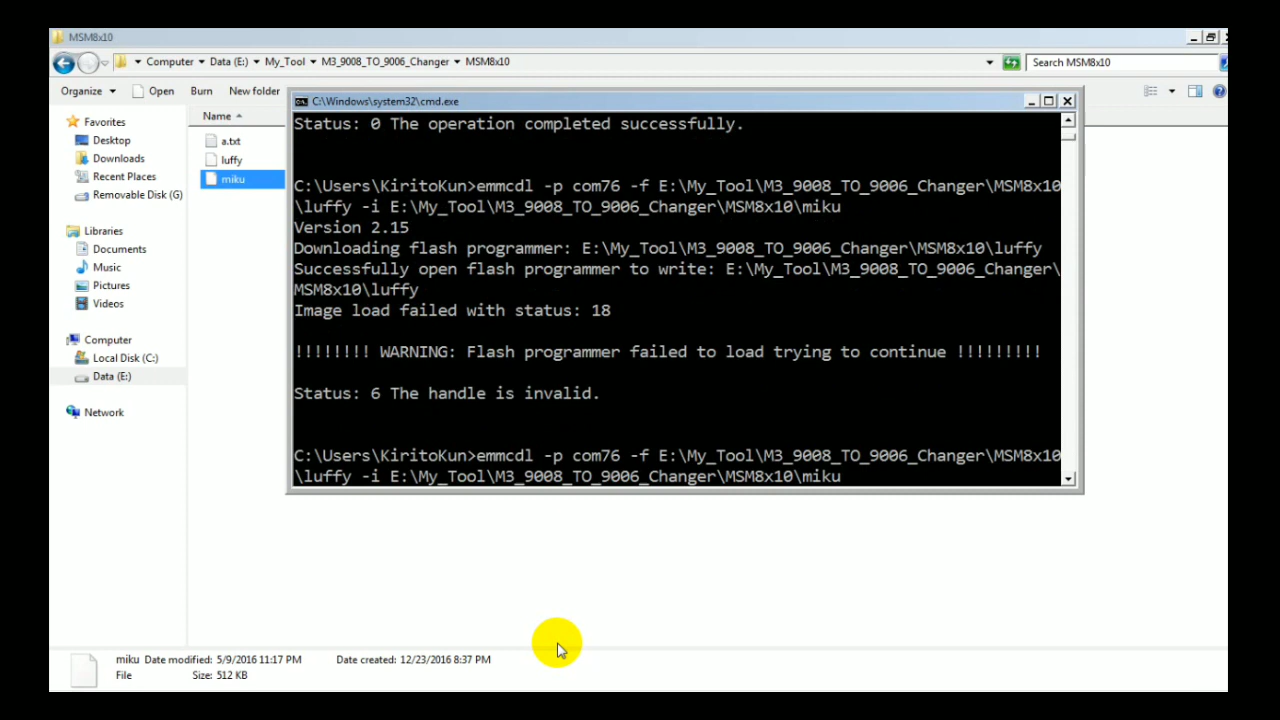 MSM8x10
Computer ▾ Data (E:) ▾ My_Tool ▾ M3_9008_TO_9006_Changer ▾ MSM8x10
Search MSM8x10
Organize ▾ Open Burn New folder
Favorites
Desktop
Downloads
Recent Places
Removable Disk (G)
Libraries
Documents
Music
Pictures
Videos
Computer
Local Disk (C:)
Data (E:)
Network
Name
a.txt
luffy
miku
C:\Windows\system32\cmd.exe
Status: 0 The operation completed successfully.
C:\Users\KiritoKun>emmcdl -p com76 -f E:\My_Tool\M3_9008_TO_9006_Changer\MSM8x10
\luffy -i E:\My_Tool\M3_9008_TO_9006_Changer\MSM8x10\miku
Version 2.15
Downloading flash programmer: E:\My_Tool\M3_9008_TO_9006_Changer\MSM8x10\luffy
Successfully open flash programmer to write: E:\My_Tool\M3_9008_TO_9006_Changer\
MSM8x10\luffy
Image load failed with status: 18
!!!!!!!! WARNING: Flash programmer failed to load trying to continue !!!!!!!!!
Status: 6 The handle is invalid.
C:\Users\KiritoKun>emmcdl -p com76 -f E:\My_Tool\M3_9008_TO_9006_Changer\MSM8x10
\luffy -i E:\My_Tool\M3_9008_TO_9006_Changer\MSM8x10\miku
miku Date modified: 5/9/2016 11:17 PM Date created: 12/23/2016 8:37 PM
File Size: 512 KB